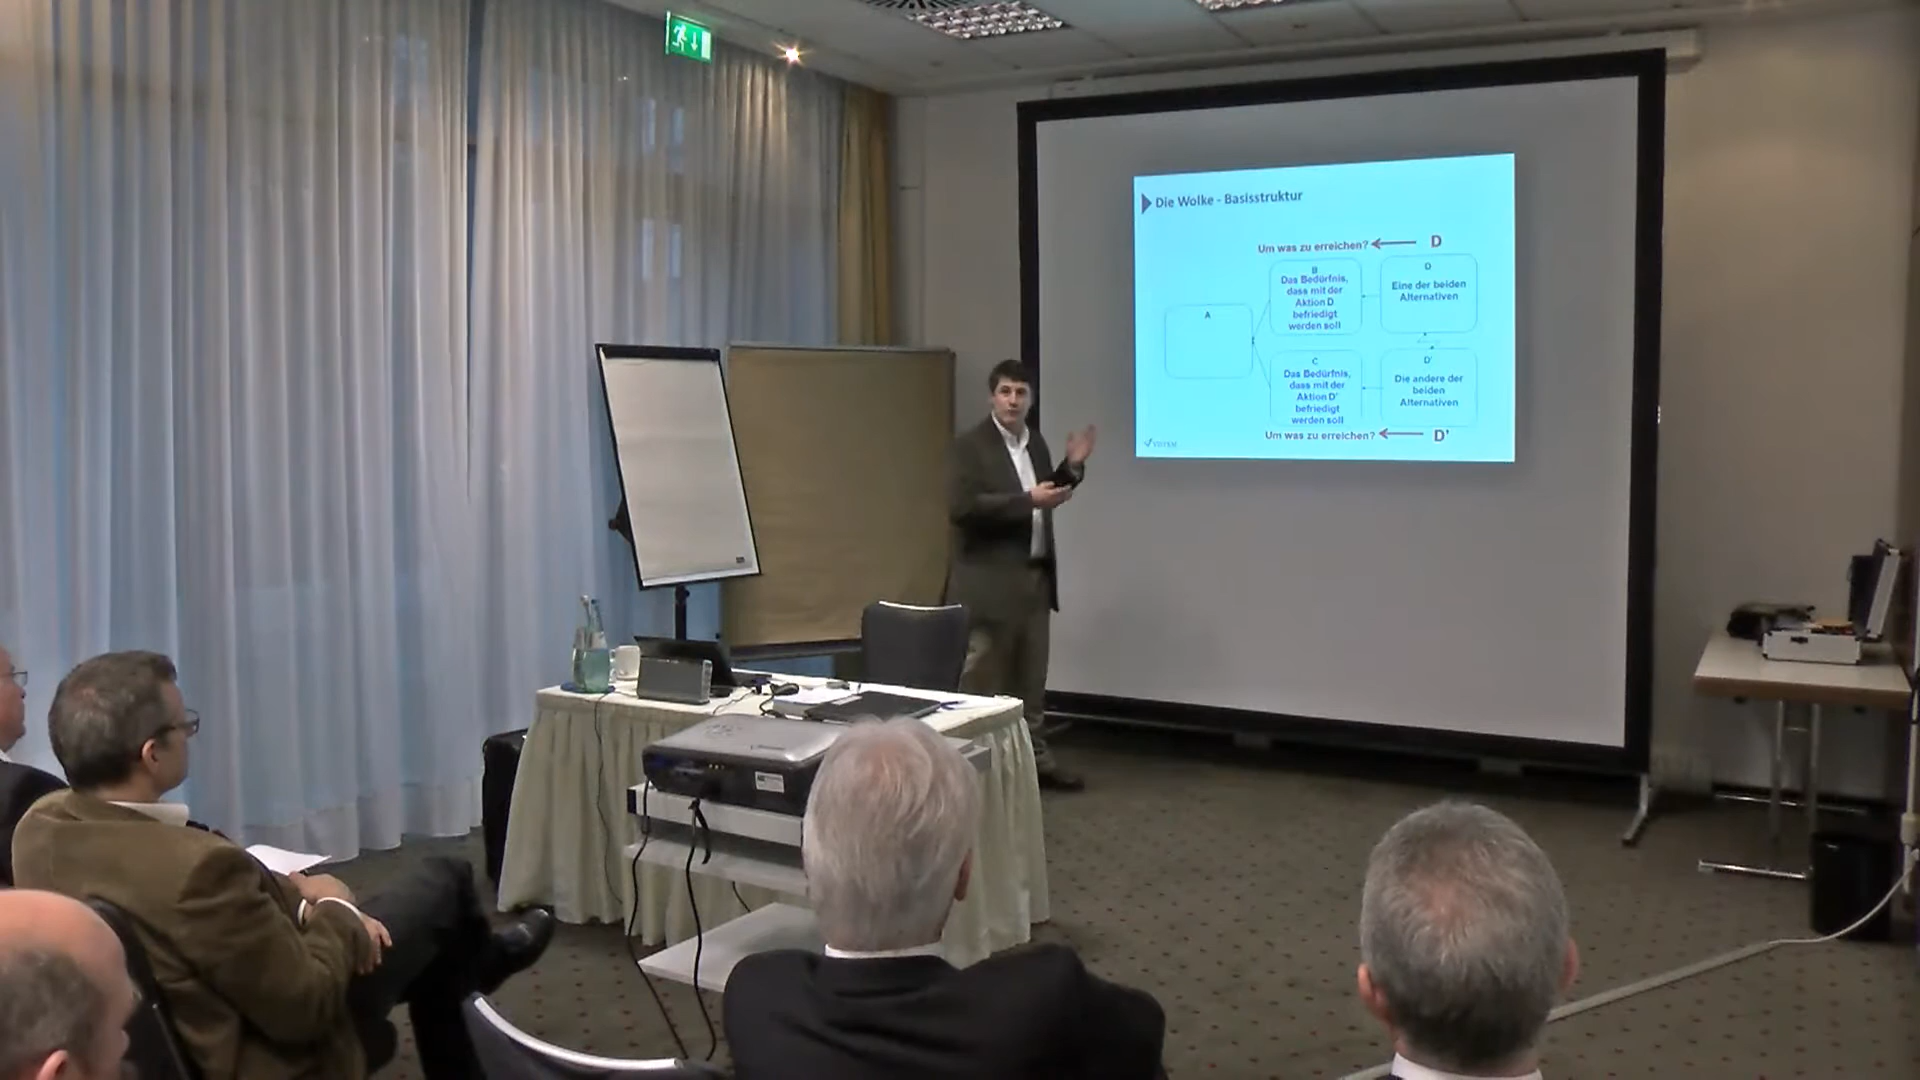 Die Wolke - Basisstruktur
Um was zu erreichen?
D
B
Das Bedürfnis,
dass mit der
Aktion D
befriedigt
werden soll
D
Eine der beiden
Alternativen
A
C
Das Bedürfnis,
dass mit der
Aktion D'
befriedigt
werden soll
D'
Die andere der
beiden
Alternativen
Um was zu erreichen?
D'